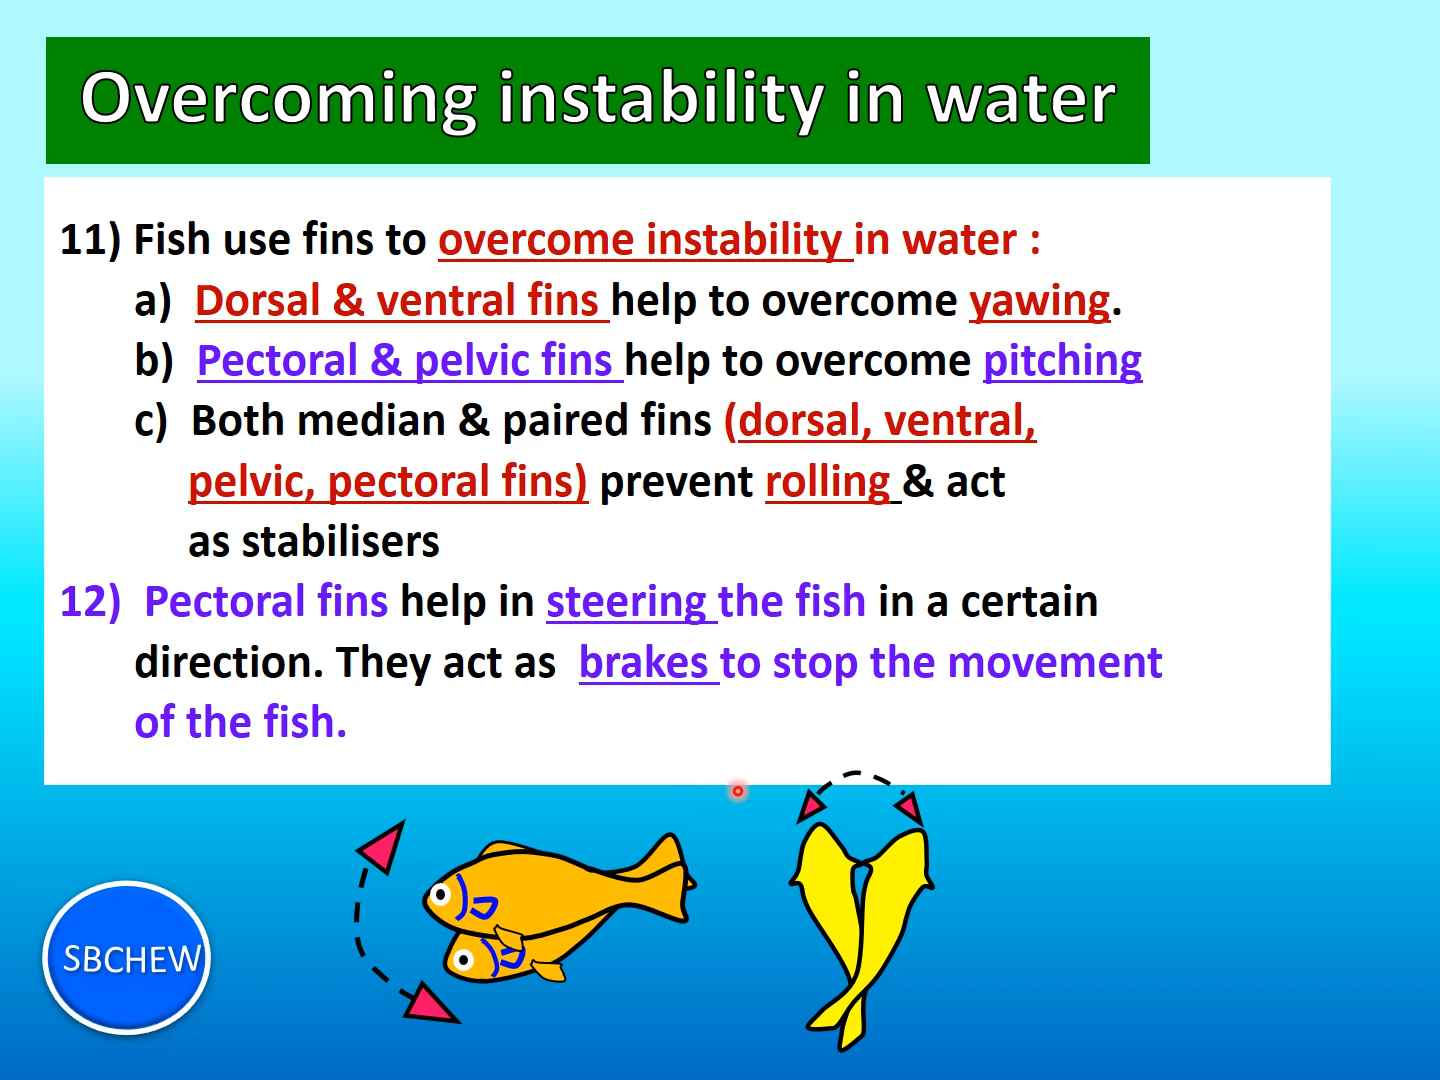 Overcoming instability in water
11) Fish use fins to overcome instability in water :
a) Dorsal & ventral fins help to overcome yawing.
b) Pectoral & pelvic fins help to overcome pitching
c) Both median & paired fins (dorsal, ventral,
pelvic, pectoral fins) prevent rolling & act
as stabilisers
12) Pectoral fins help in steering the fish in a certain
direction. They act as brakes to stop the movement
of the fish.
SBCHEW